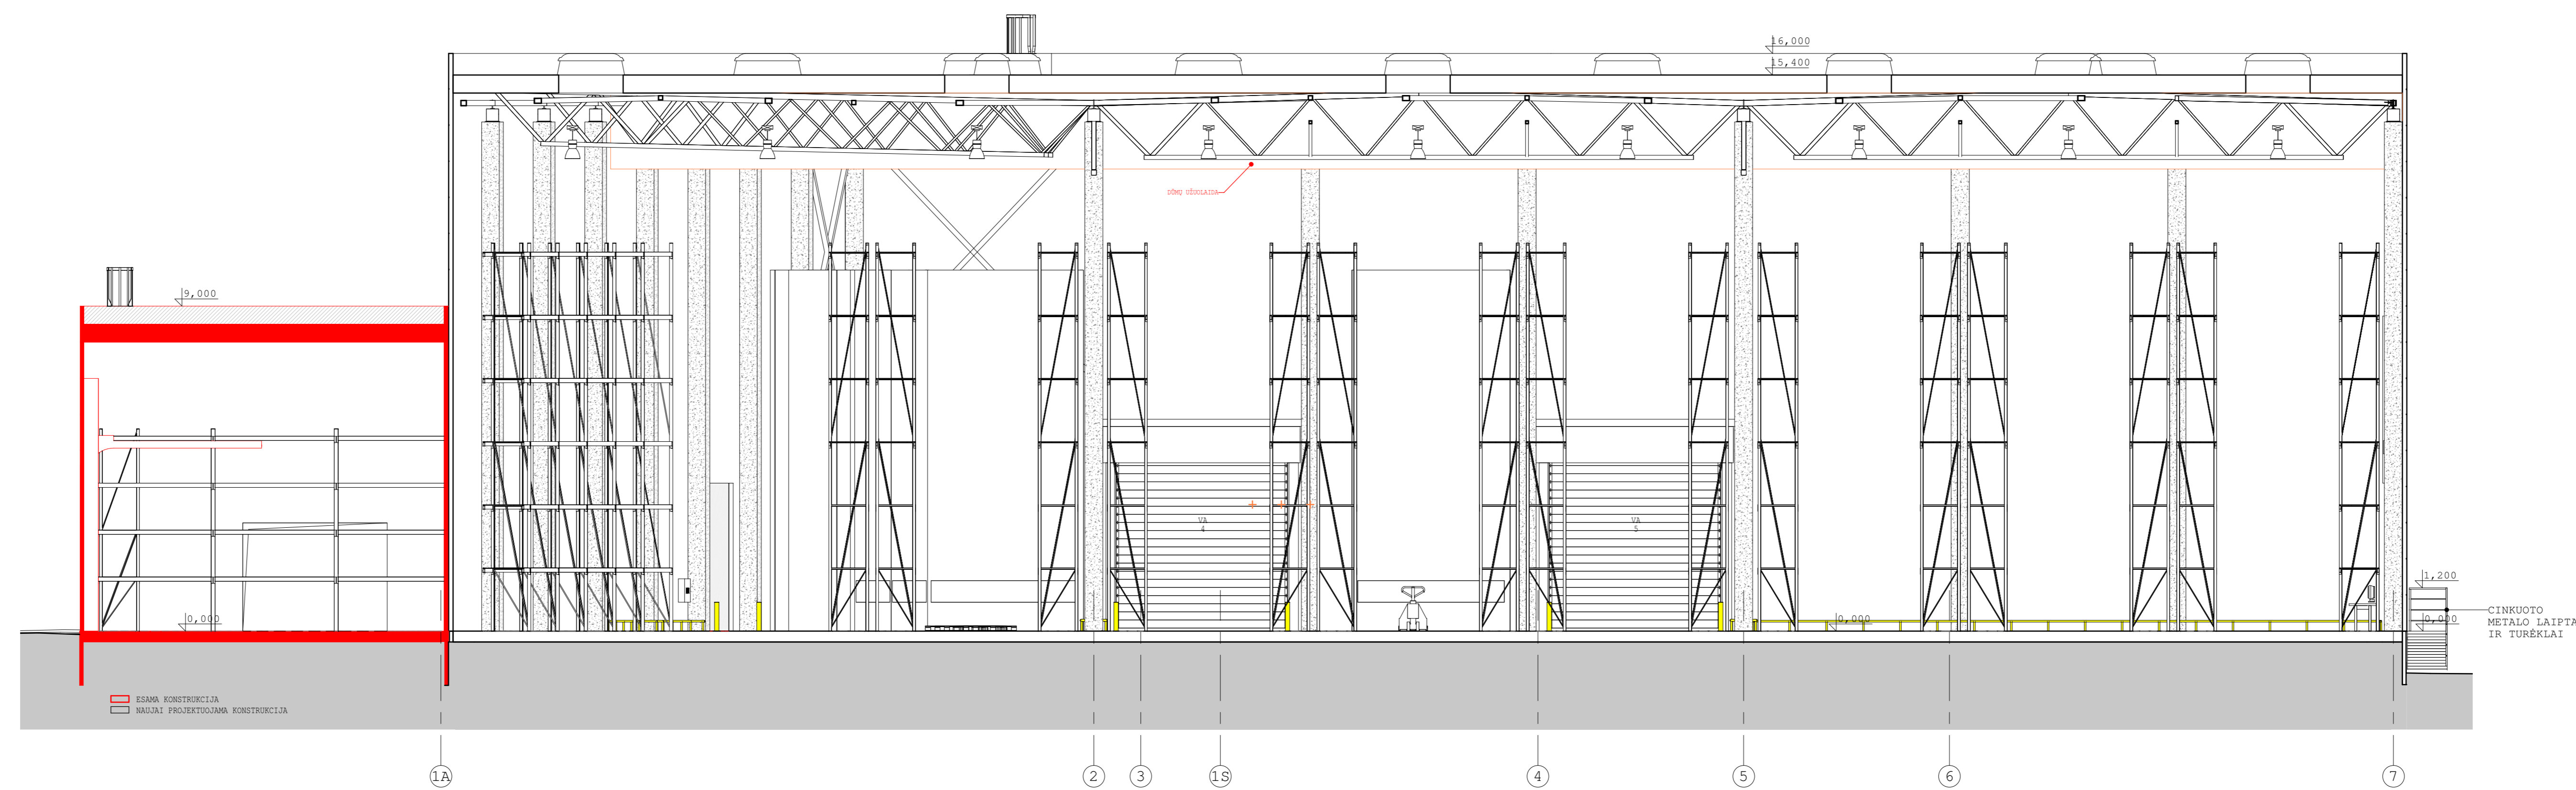 16,000
15,400
DŪMŲ UŽUOLAIDA
9,000
VA
4
VA
5
1,200
0,000
0,000
0,000
CINKUOTO
METALO LAIPTA
IR TURĖKLAI
ESAMA KONSTRUKCIJA
NAUJAI PROJEKTUOJAMA KONSTRUKCIJA
1A
2
3
1S
4
5
6
7